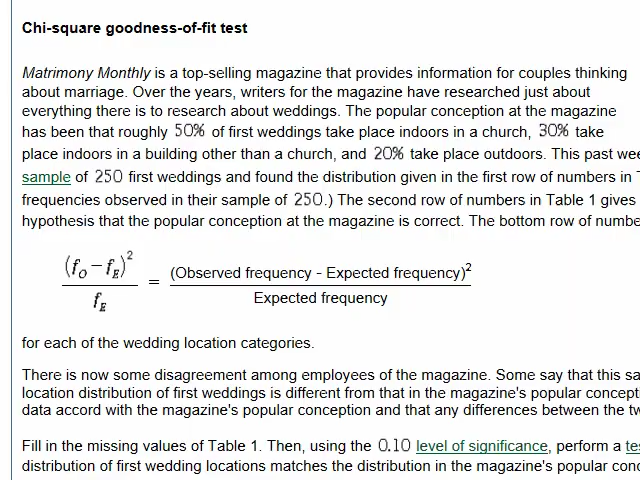 Chi-square goodness-of-fit test
Matrimony Monthly is a top-selling magazine that provides information for couples thinking
about marriage. Over the years, writers for the magazine have researched just about
everything there is to research about weddings. The popular conception at the magazine
has been that roughly 50% of first weddings take place indoors in a church, 30% take
place indoors in a building other than a church, and 20% take place outdoors. This past
sample of 250 first weddings and found the distribution given in the first row of numbers in
frequencies observed in their sample of 250.) The second row of numbers in Table 1 gives
hypothesis that the popular conception at the magazine is correct. The bottom row of
(f_O - f_E)^2 / f_E = (Observed frequency - Expected frequency)^2 / Expected frequency
for each of the wedding location categories.
There is now some disagreement among employees of the magazine. Some say that this
location distribution of first weddings is different from that in the magazine's popular
data accord with the magazine's popular conception and that any differences between the
Fill in the missing values of Table 1. Then, using the 0.10 level of significance, perform a
distribution of first wedding locations matches the distribution in the magazine's popular